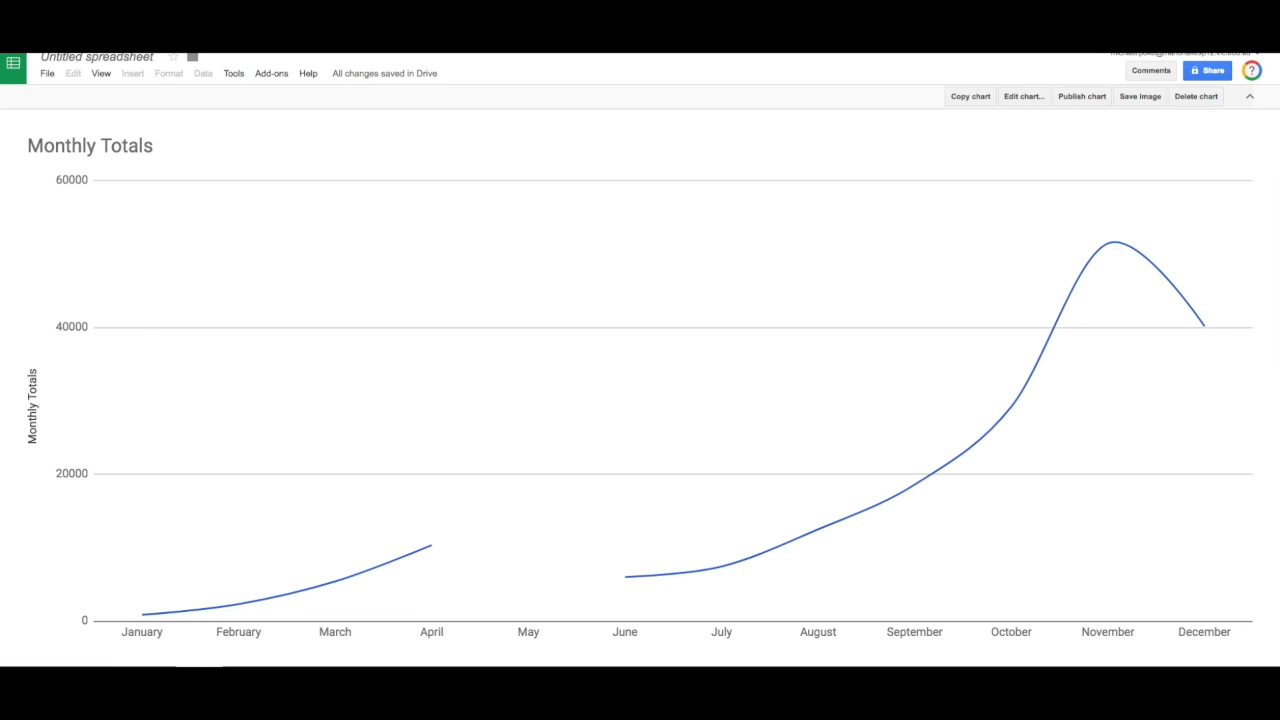 Untitled spreadsheet
File Edit View Insert Format Data Tools Add-ons Help All changes saved in Drive
Comments Share ?
Copy chart Edit chart... Publish chart Save image Delete chart
Monthly Totals
60000
40000
20000
0
Monthly Totals
January February March April May June July August September October November December